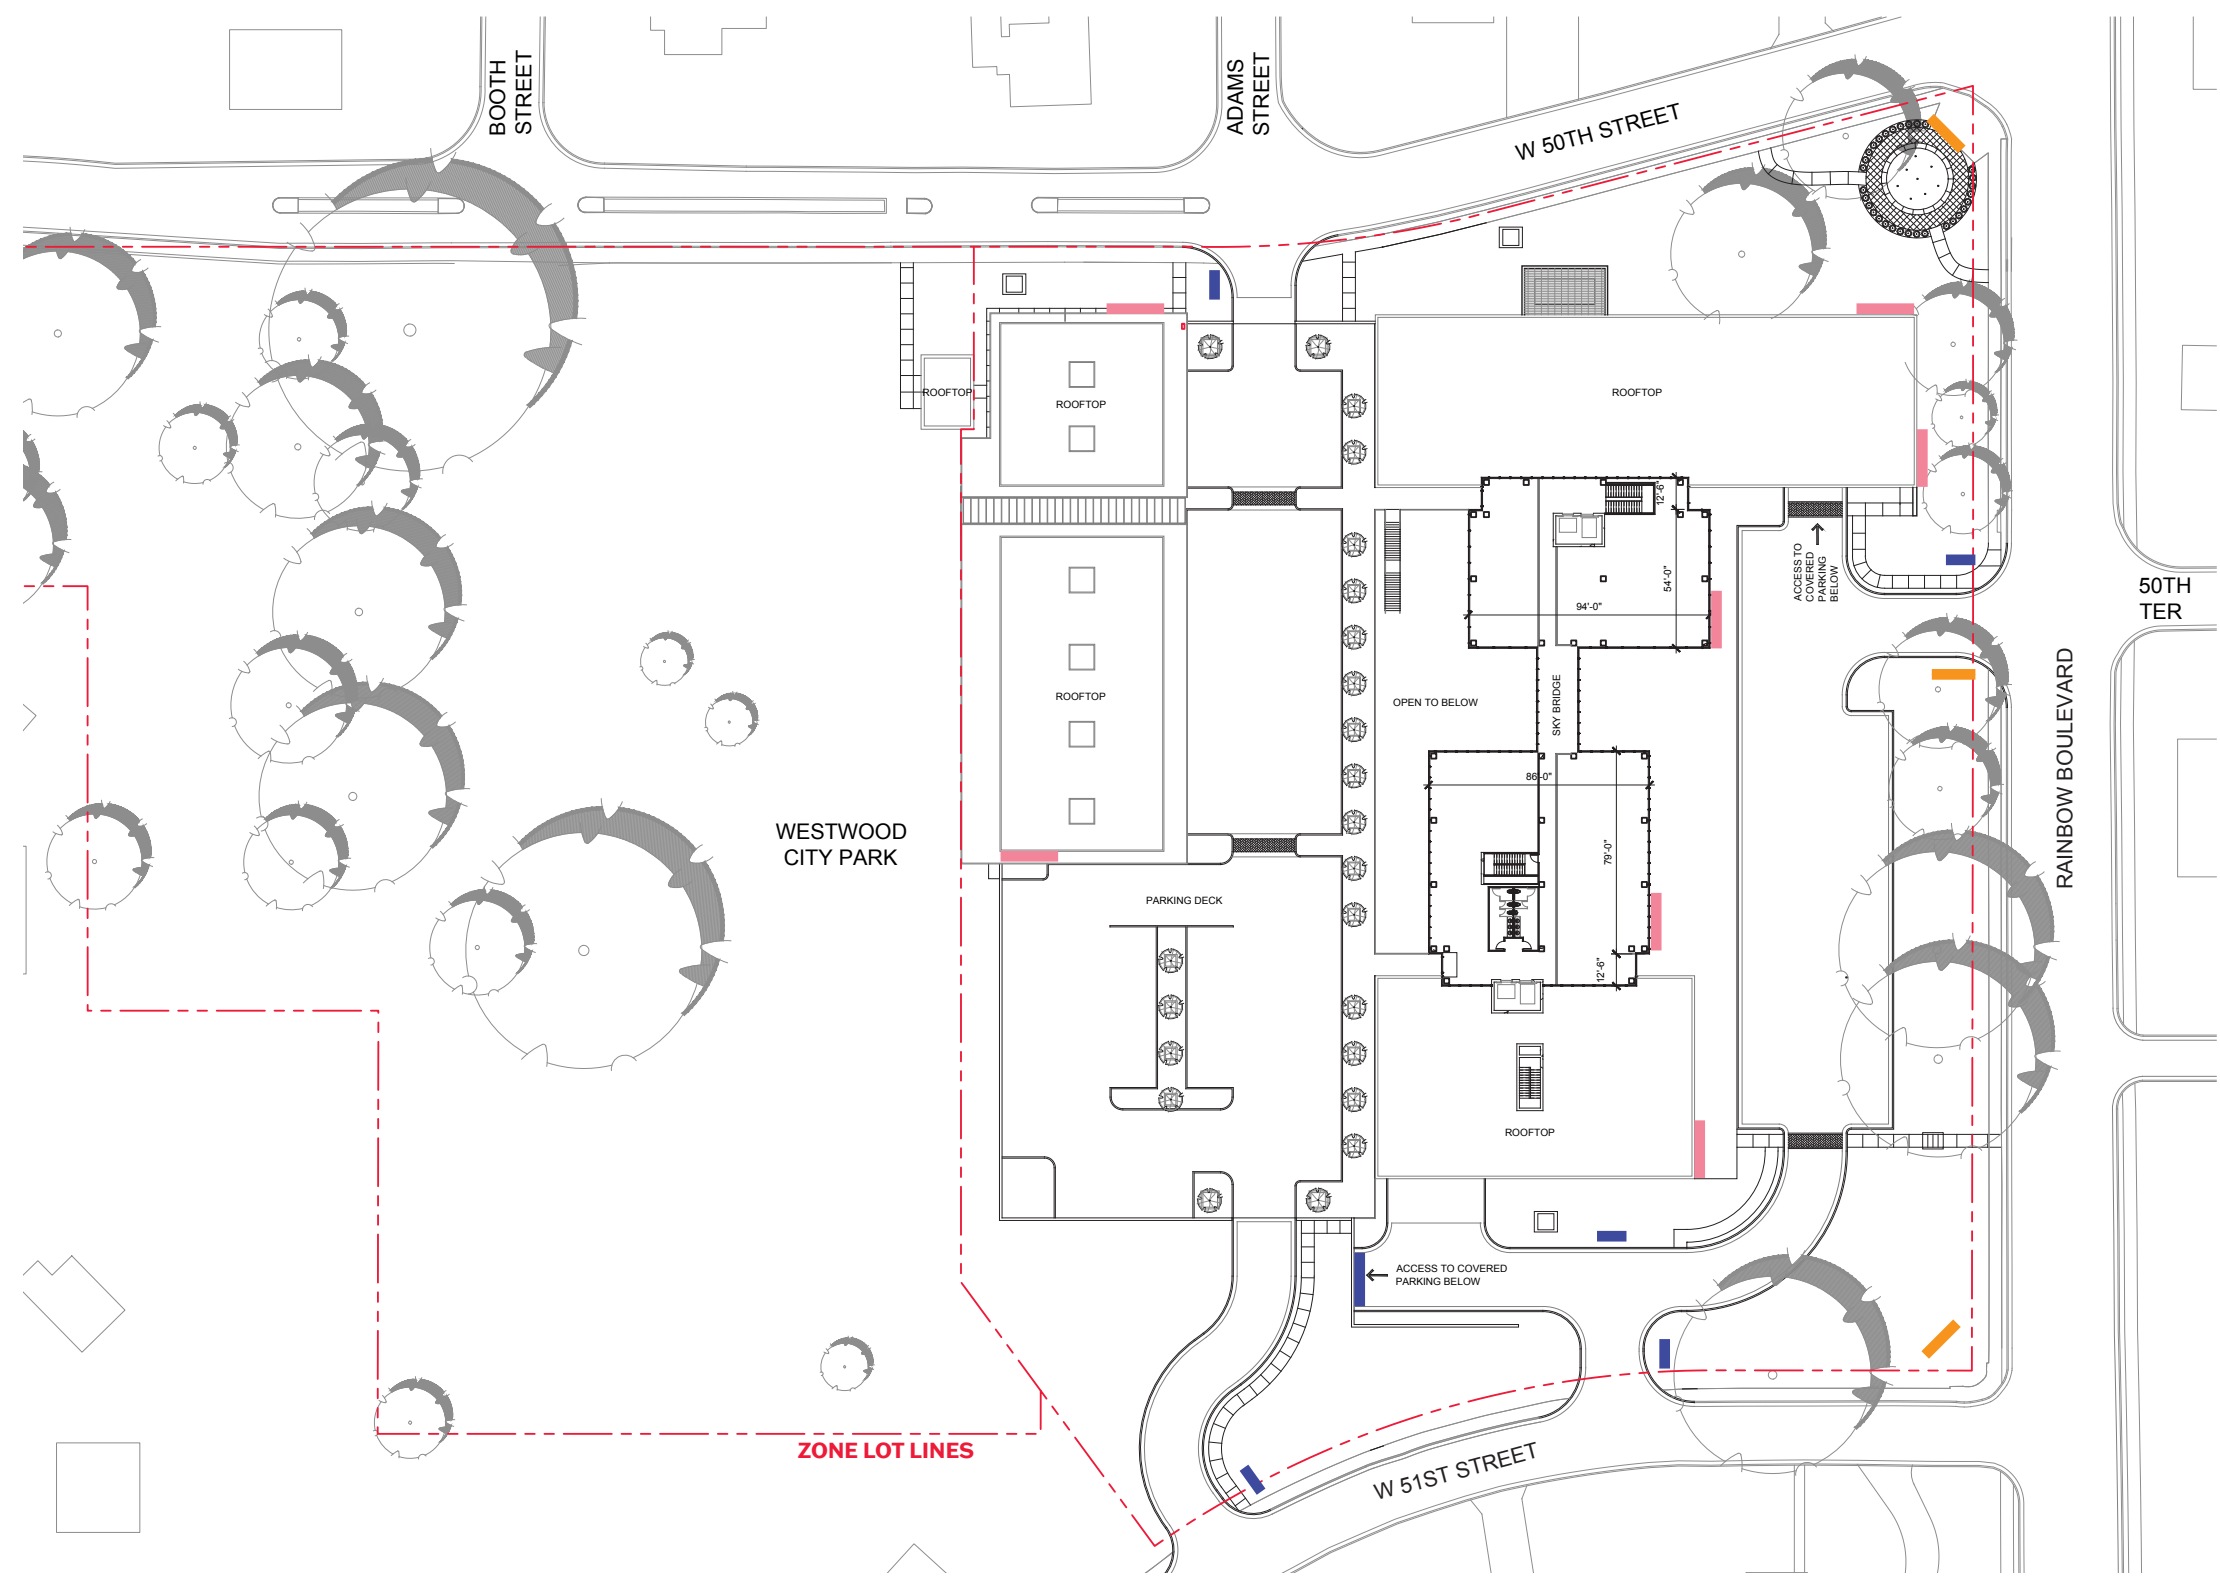 BOOTH
STREET
ADAMS
STREET
W 50TH STREET
ROOFTOP
ROOFTOP
ROOFTOP
12'-6"
54'-0"
94'-0"
ACCESS TO
COVERED
PARKING
BELOW
50TH
TER
RAINBOW BOULEVARD
ROOFTOP
OPEN TO BELOW
SKY BRIDGE
86'-0"
79'-0"
12'-6"
WESTWOOD
CITY PARK
PARKING DECK
ROOFTOP
ACCESS TO COVERED
PARKING BELOW
ZONE LOT LINES
W 51ST STREET